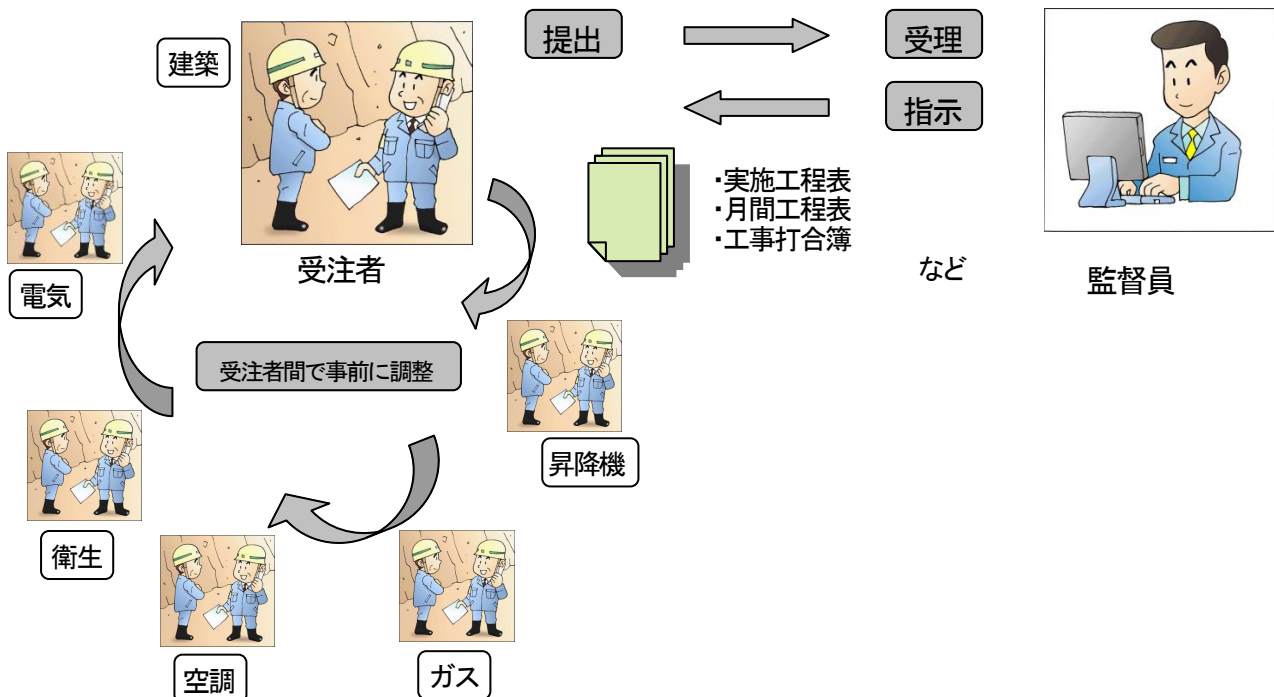 建築
提出
受理
指示
・実施工程表
・月間工程表
・工事打合簿
など
受注者
監督員
電気
受注者間で事前に調整
昇降機
衛生
空調
ガス